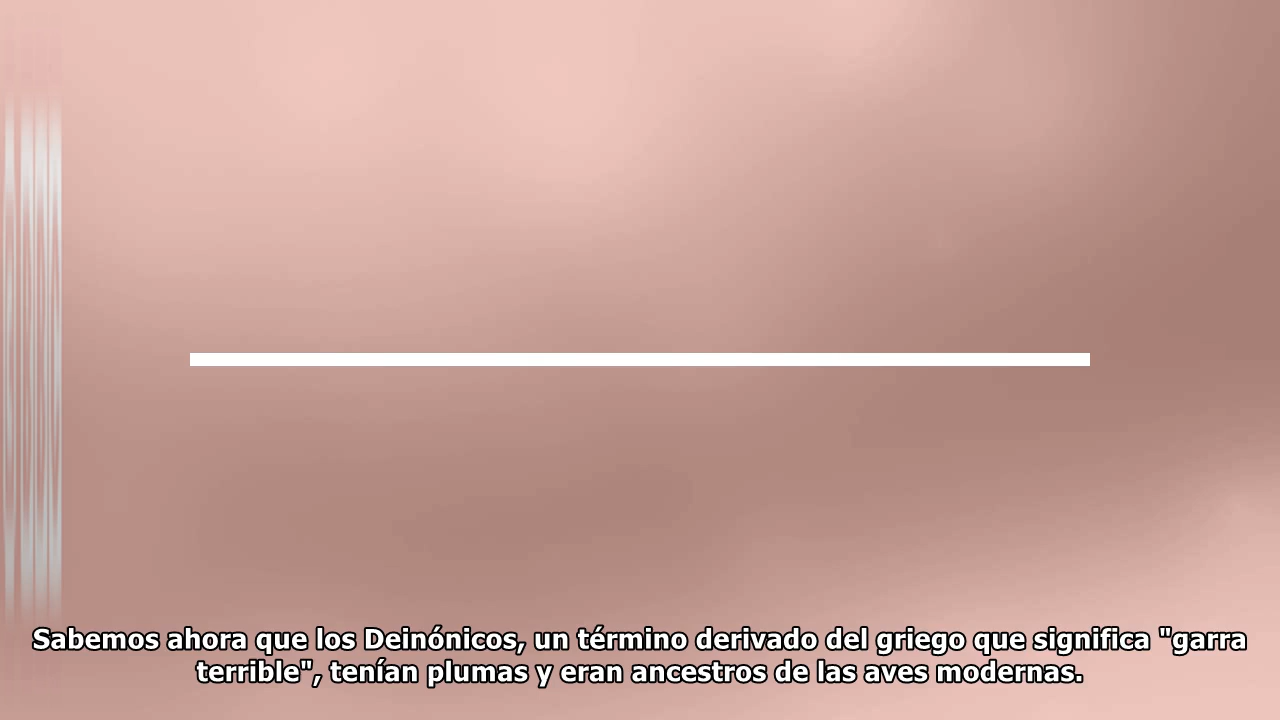 Sabemos ahora que los Deinónicos, un término derivado del griego que significa "garra
terrible", tenían plumas y eran ancestros de las aves modernas.